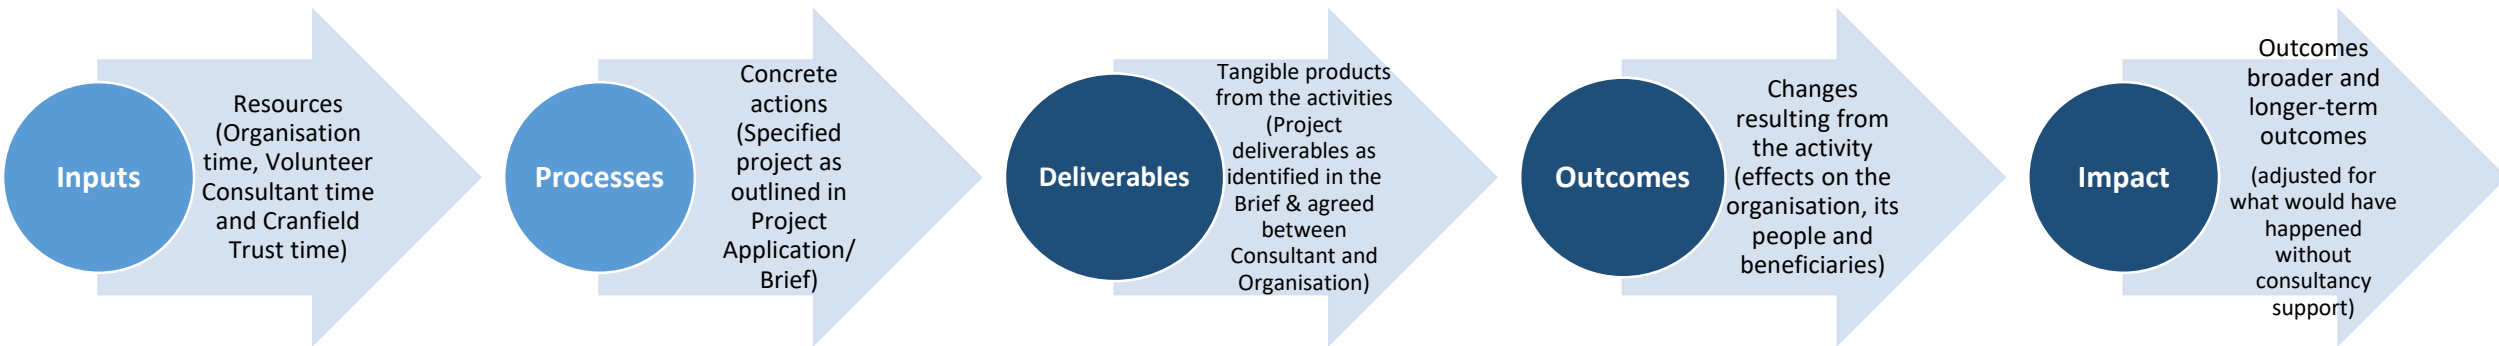 Inputs
Resources
(Organisation
time, Volunteer
Consultant time
and Cranfield
Trust time)
Processes
Concrete
actions
(Specified
project as
outlined in
Project
Application/
Brief)
Deliverables
Tangible products
from the activities
(Project
deliverables as
identified in the
Brief & agreed
between
Consultant and
Organisation)
Outcomes
Changes
resulting from
the activity
(effects on the
organisation, its
people and
beneficiaries)
Impact
Outcomes
broader and
longer-term
outcomes
(adjusted for
what would have
happened
without
consultancy
support)